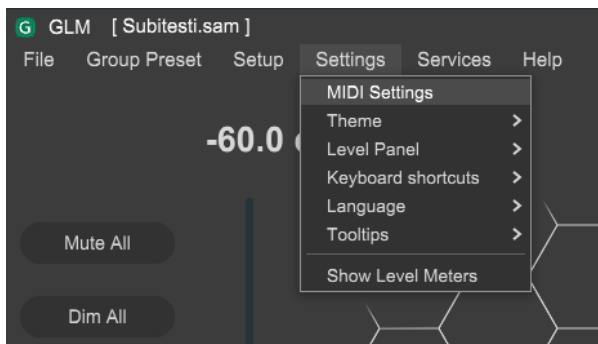 G GLM [ Subitesti.sam ]
File Group Preset Setup Settings Services Help
MIDI Settings
Theme
-60.0
Level Panel
Keyboard shortcuts
Language
Tooltips
Mute All
Show Level Meters
Dim All